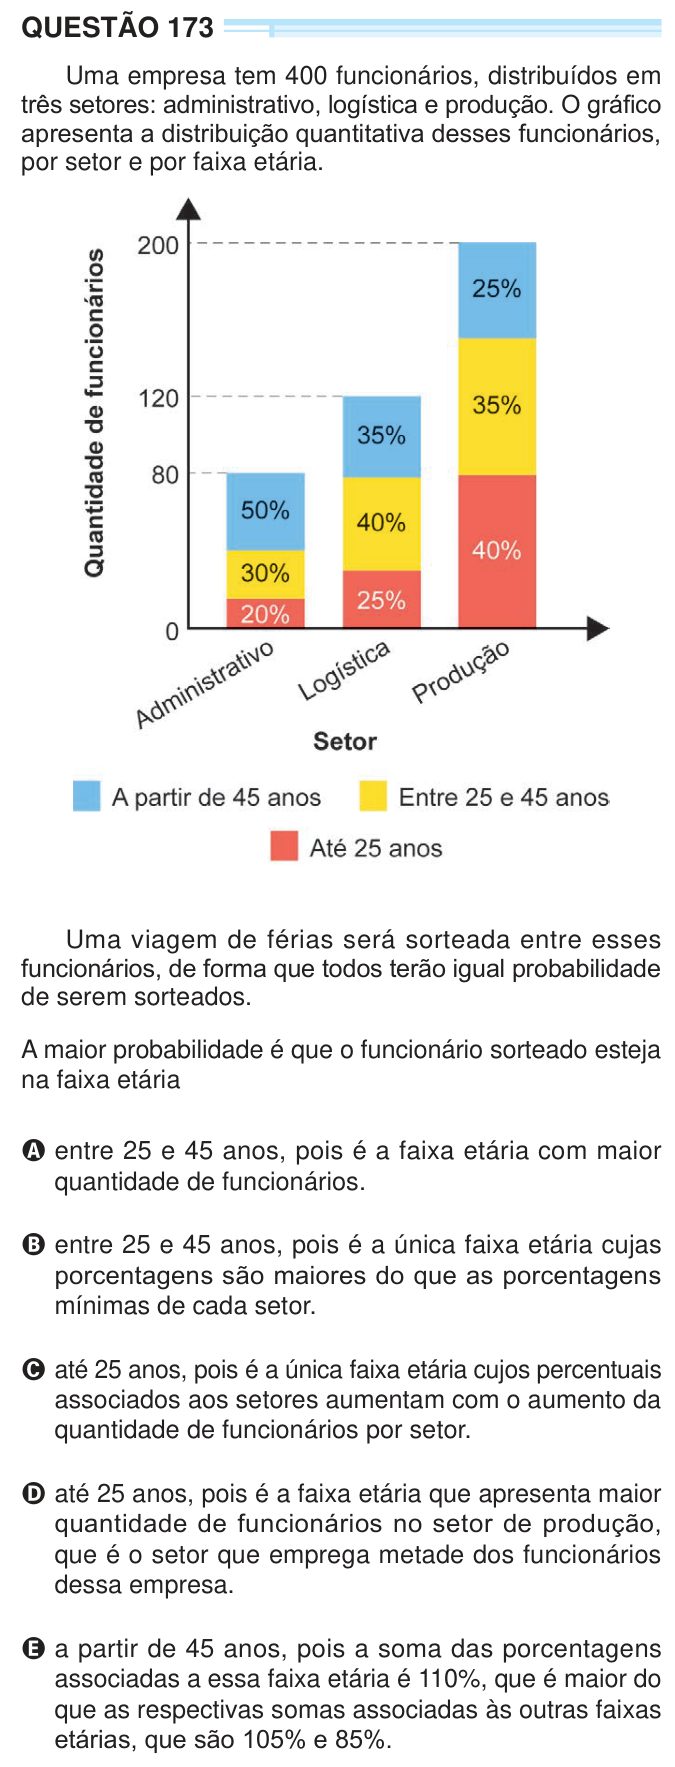 QUESTÃO 173
Uma empresa tem 400 funcionários, distribuídos em
três setores: administrativo, logística e produção. O gráfico
apresenta a distribuição quantitativa desses funcionários,
por setor e por faixa etária.
Quantidade de funcionários
200
120
80
0
50%
30%
20%
35%
40%
25%
25%
35%
40%
Administrativo
Logística
Produção
Setor
A partir de 45 anos
Entre 25 e 45 anos
Até 25 anos
Uma viagem de férias será sorteada entre esses
funcionários, de forma que todos terão igual probabilidade
de serem sorteados.
A maior probabilidade é que o funcionário sorteado esteja
na faixa etária
A entre 25 e 45 anos, pois é a faixa etária com maior
quantidade de funcionários.
B entre 25 e 45 anos, pois é a única faixa etária cujas
porcentagens são maiores do que as porcentagens
mínimas de cada setor.
C até 25 anos, pois é a única faixa etária cujos percentuais
associados aos setores aumentam com o aumento da
quantidade de funcionários por setor.
D até 25 anos, pois é a faixa etária que apresenta maior
quantidade de funcionários no setor de produção,
que é o setor que emprega metade dos funcionários
dessa empresa.
E a partir de 45 anos, pois a soma das porcentagens
associadas a essa faixa etária é 110%, que é maior do
que as respectivas somas associadas às outras faixas
etárias, que são 105% e 85%.